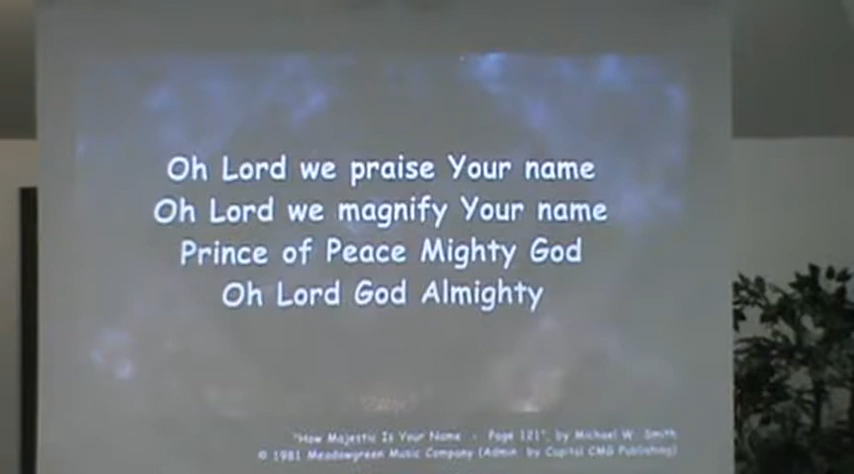 Oh Lord we praise Your name
Oh Lord we magnify Your name
Prince of Peace Mighty God
Oh Lord God Almighty
"How Majestic Is Your Name - Page 121", by Michael W. Smith
© 1981 Meadowgreen Music Company (Admin. by Capitol CMG Publishing)